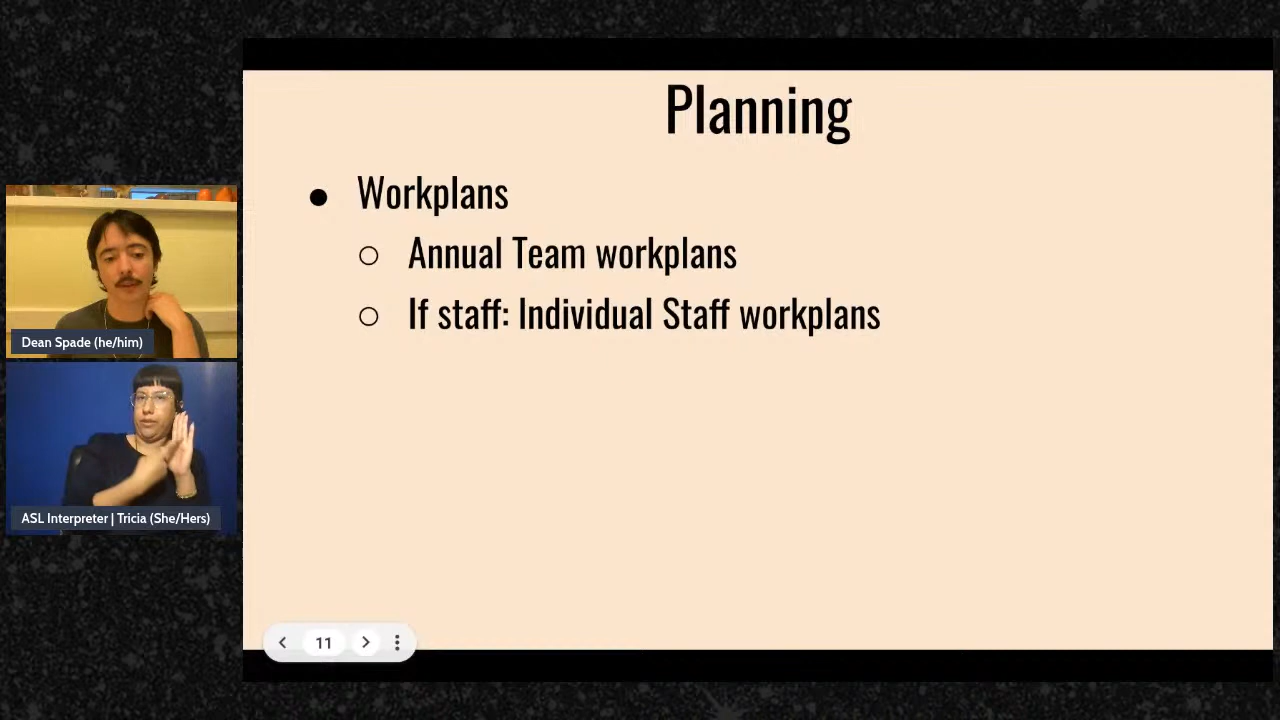 Planning
● Workplans
○ Annual Team workplans
○ If staff: Individual Staff workplans
Dean Spade (he/him)
ASL Interpreter | Tricia (She/Hers)
11